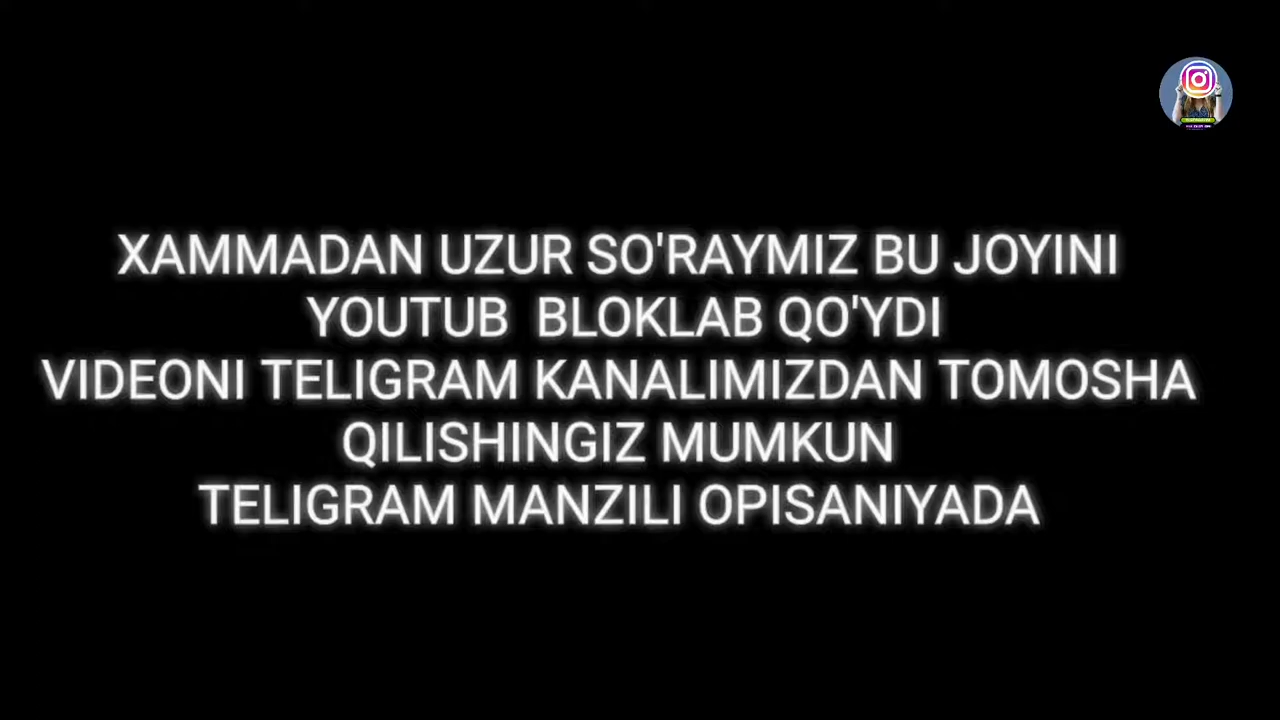 XAMMADAN UZUR SO'RAYMIZ BU JOYINI
YOUTUB BLOKLAB QO'YDI
VIDEONI TELIGRAM KANALIMIZDAN TOMOSHA
QILISHINGIZ MUMKUN
TELIGRAM MANZILI OPISANIYADA